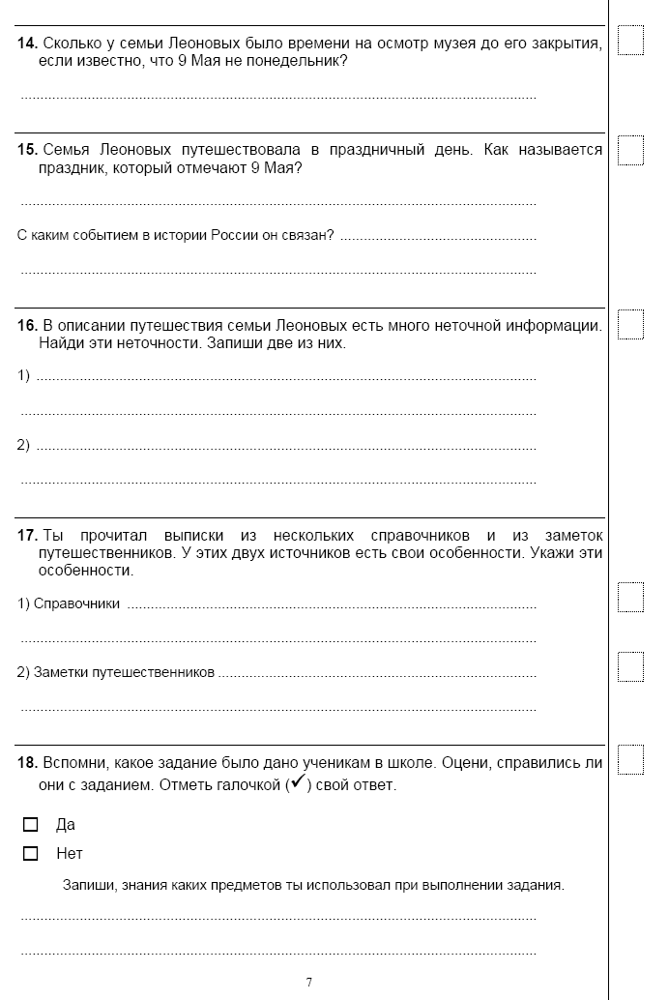 14. Сколько у семьи Леоновых было времени на осмотр музея до его закрытия,
если известно, что 9 Мая не понедельник?
15. Семья Леоновых путешествовала в праздничный день. Как называется
праздник, который отмечают 9 Мая?
С каким событием в истории России он связан?
16. В описании путешествия семьи Леоновых есть много неточной информации.
Найди эти неточности. Запиши две из них.
1)
2)
17. Ты прочитал выписки из нескольких справочников и из заметок
путешественников. У этих двух источников есть свои особенности. Укажи эти
особенности.
1) Справочники
2) Заметки путешественников
18. Вспомни, какое задание было дано ученикам в школе. Оцени, справились ли
они с заданием. Отметь галочкой (✓) свой ответ.
Да
Нет
Запиши, знания каких предметов ты использовал при выполнении задания.
7